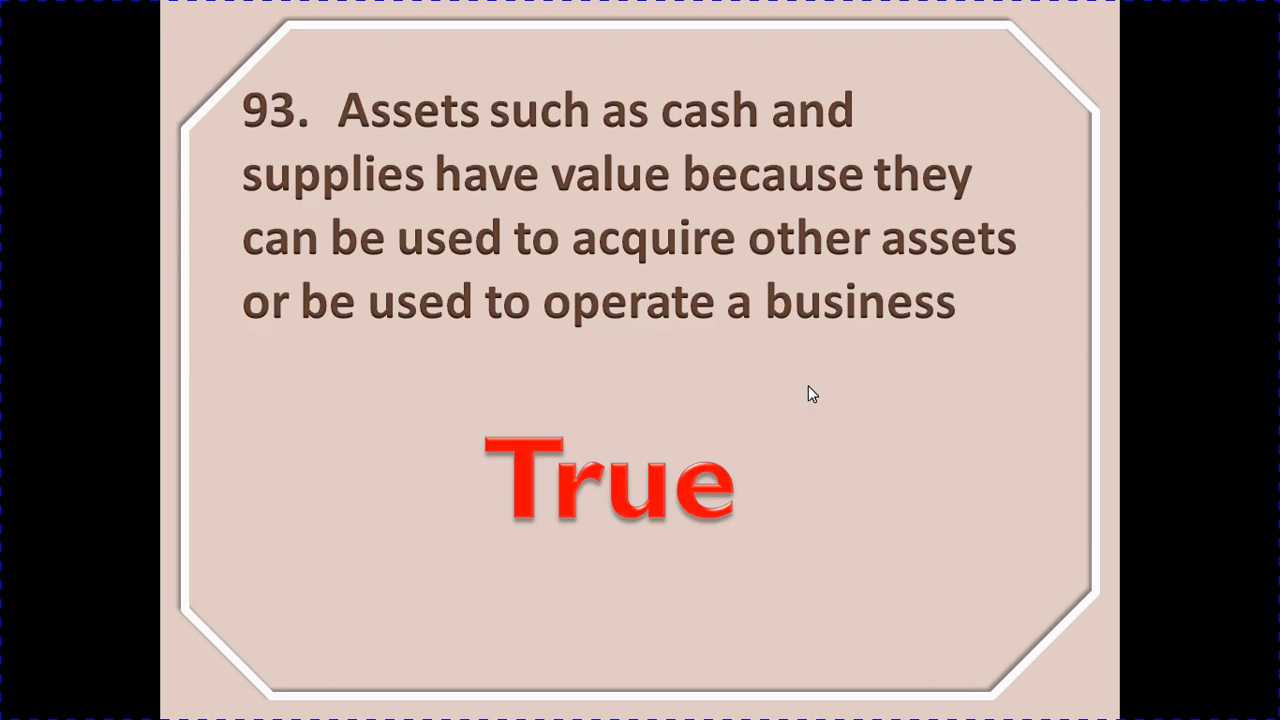 93. Assets such as cash and
supplies have value because they
can be used to acquire other assets
or be used to operate a business
True